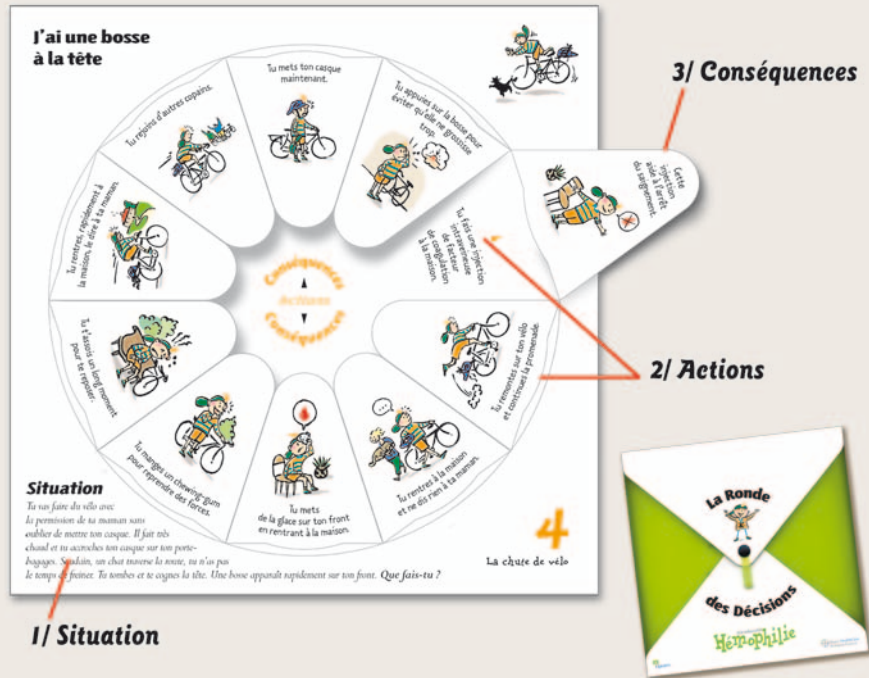 J'ai une bosse
à la tête
Tu mets ton casque
maintenant.
Tu appuies sur la bosse pour
éviter qu'elle ne grossisse
trop.
Cette
injection
aide à l'arrêt
du saignement.
Tu fais une injection
intraveineuse
de facteur
de coagulation
à la maison.
Tu remontes sur ton vélo
et continues la promenade.
Tu rentres à la maison
et ne dis rien à ta maman.
Tu mets
de la glace sur ton front
en rentrant à la maison.
Tu manges un chewing-gum
pour reprendre des forces.
Tu t'assois un long moment
pour te reposer.
Tu rentres, rapidement à
la maison, le dire à ta maman.
Tu rejoins d'autres copains.
Conséquences
Actions
Conséquences
3/ Conséquences
2/ Actions
Situation
Tu vas faire du vélo avec
la permission de ta maman sans
oublier de mettre ton casque. Il fait très
chaud et tu accroches ton casque sur ton porte-
bagages. Soudain, un chat traverse la route, tu n'as pas
le temps de freiner. Tu tombes et te cognes la tête. Une bosse apparaît rapidement sur ton front. Que fais-tu ?
4
La chute de vélo
1/ Situation
La Ronde
des Décisions
Hémophilie